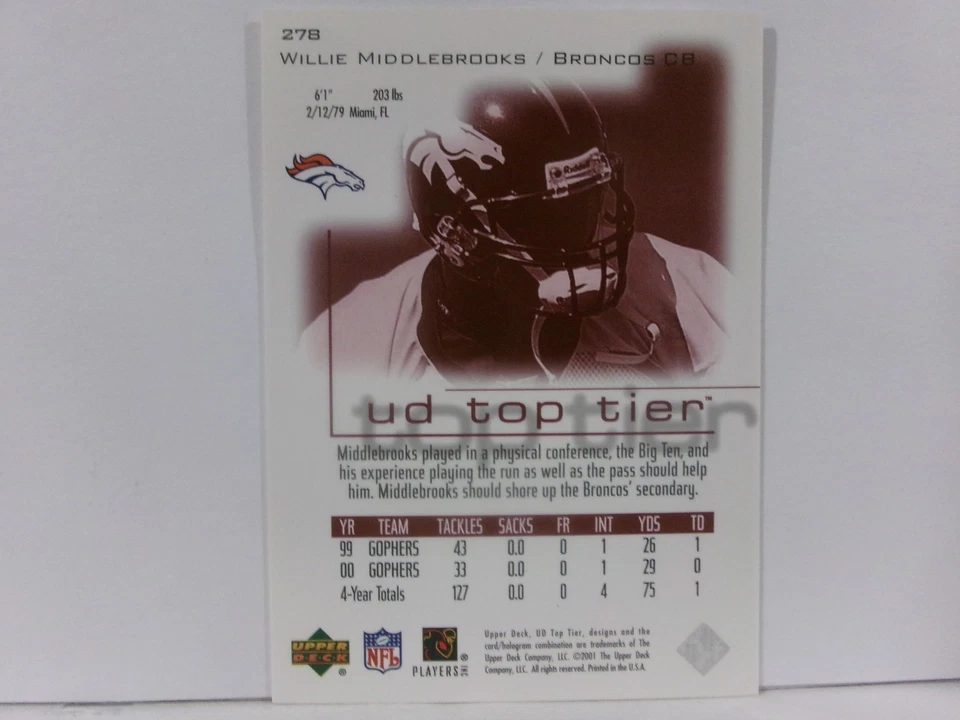 278
WILLIE MIDDLEBROOKS / BRONCOS CB
6'1" 203 lbs
2/12/79 Miami, FL
Riddell
ud top tier™
top tier
Middlebrooks played in a physical conference, the Big Ten, and
his experience playing the run as well as the pass should help
him. Middlebrooks should shore up the Broncos' secondary.
YR TEAM TACKLES SACKS FR INT YDS TD
99 GOPHERS 43 0.0 0 1 26 1
00 GOPHERS 33 0.0 0 1 29 0
4-Year Totals 127 0.0 0 4 75 1
UPPER DECK ®
NFL
PLAYERS INC ®
Upper Deck, UD Top Tier, designs and the
card/hologram combination are trademarks of
The Upper Deck Company, LLC. ©2001 The Upper Deck
Company, LLC. All rights reserved. Printed in the U.S.A.